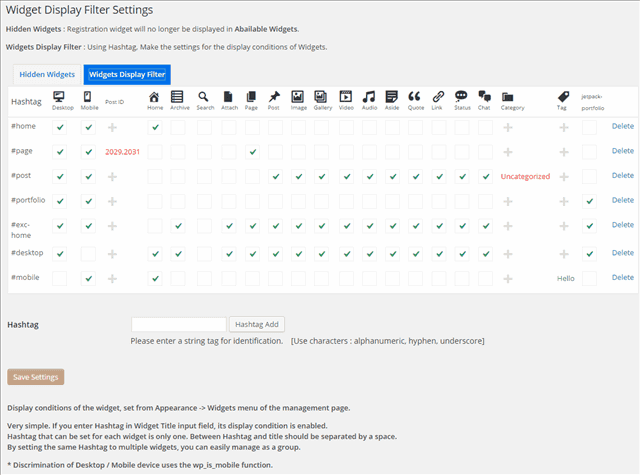 Widget Display Filter Settings
Hidden Widgets : Registration widget will no longer be displayed in Abailable Widgets.
Widgets Display Filter : Using Hashtag, Make the settings for the display conditions of Widgets.
Hidden Widgets Widgets Display Filter
Hashtag Desktop Mobile Post ID Home Archive Search Attach Page Post Image Gallery Video Audio Aside Quote Link Status Chat Category Tag jetpack-portfolio
#home Delete
#page 2029,2031 Delete
#post Uncategorized Delete
#portfolio Delete
#exc-home Delete
#desktop Delete
#mobile Hello Delete
Hashtag Hashtag Add
Please enter a string tag for identification. [Use characters : alphanumeric, hyphen, underscore]
Save Settings
Display conditions of the widget, set from Appearance -> Widgets menu of the management page.
Very simple. If you enter Hashtag in Widget Title input field, its display condition is enabled.
Hashtag that can be set for each widget is only one. Between Hashtag and title should be separated by a space.
By setting the same Hashtag to multiple widgets, you can easily manage as a group.
* Discrimination of Desktop / Mobile device uses the wp_is_mobile function.